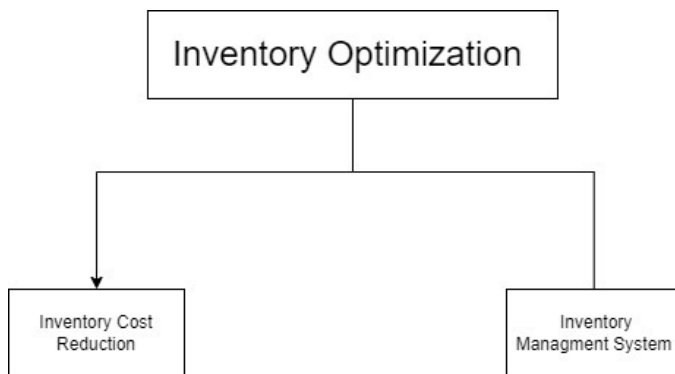 Inventory Optimization
Inventory Cost
Reduction
Inventory
Managment System